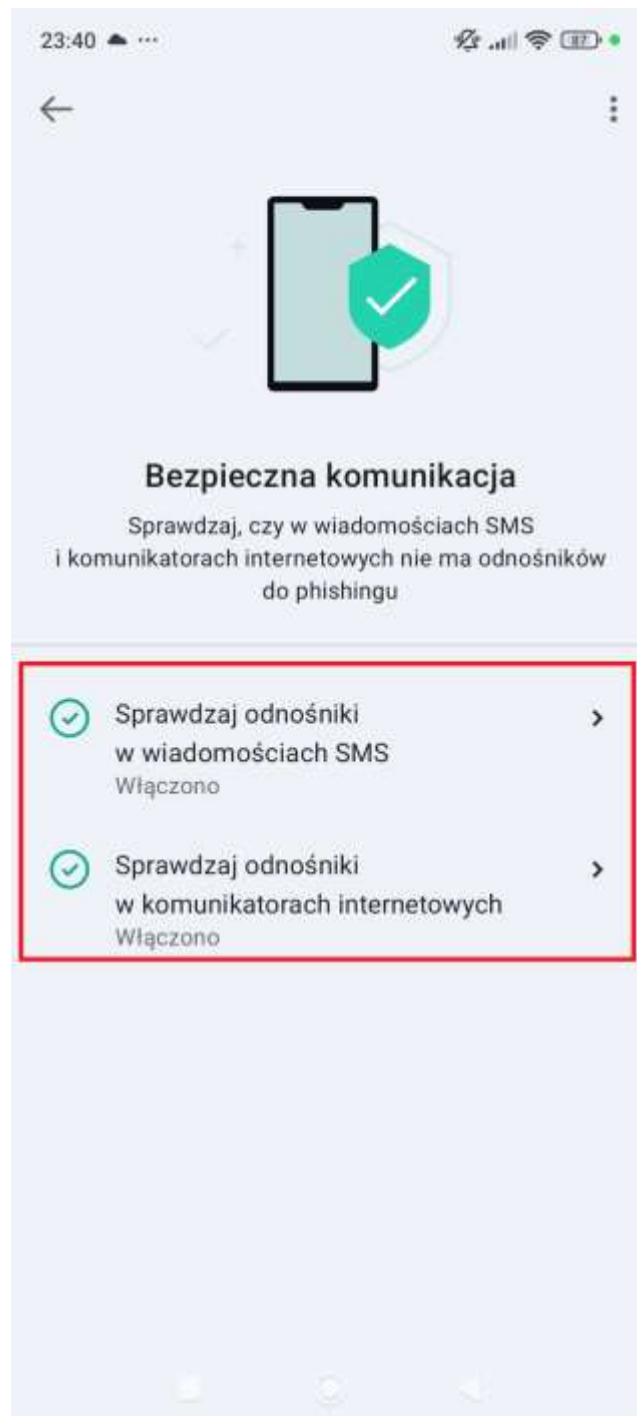 23:40 ...
87
Bezpieczna komunikacja
Sprawdzaj, czy w wiadomościach SMS
i komunikatorach internetowych nie ma odnośników
do phishingu
Sprawdzaj odnośniki
w wiadomościach SMS
Włączono
Sprawdzaj odnośniki
w komunikatorach internetowych
Włączono